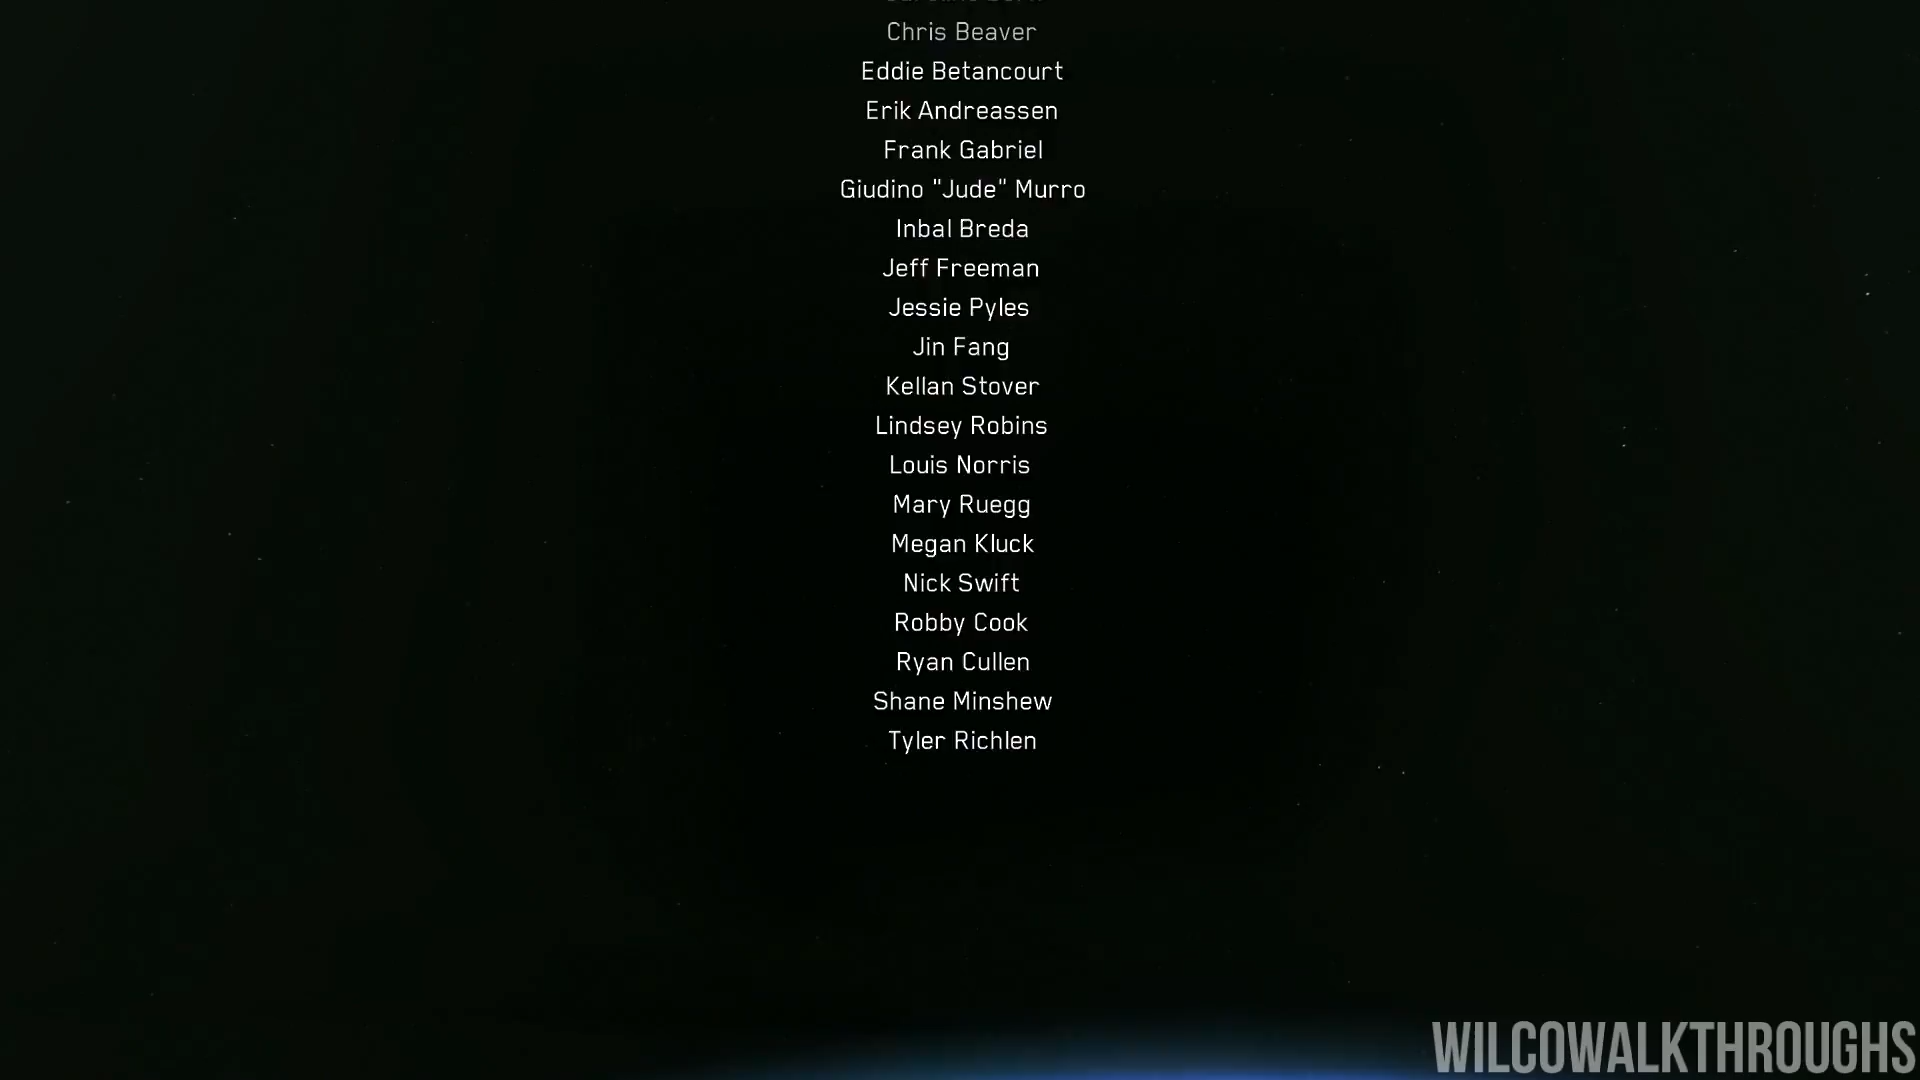 Chris Beaver
Eddie Betancourt
Erik Andreassen
Frank Gabriel
Giudino "Jude" Murro
Inbal Breda
Jeff Freeman
Jessie Pyles
Jin Fang
Kellan Stover
Lindsey Robins
Louis Norris
Mary Ruegg
Megan Kluck
Nick Swift
Robby Cook
Ryan Cullen
Shane Minshew
Tyler Richlen
WILCOWALKTHROUGHS